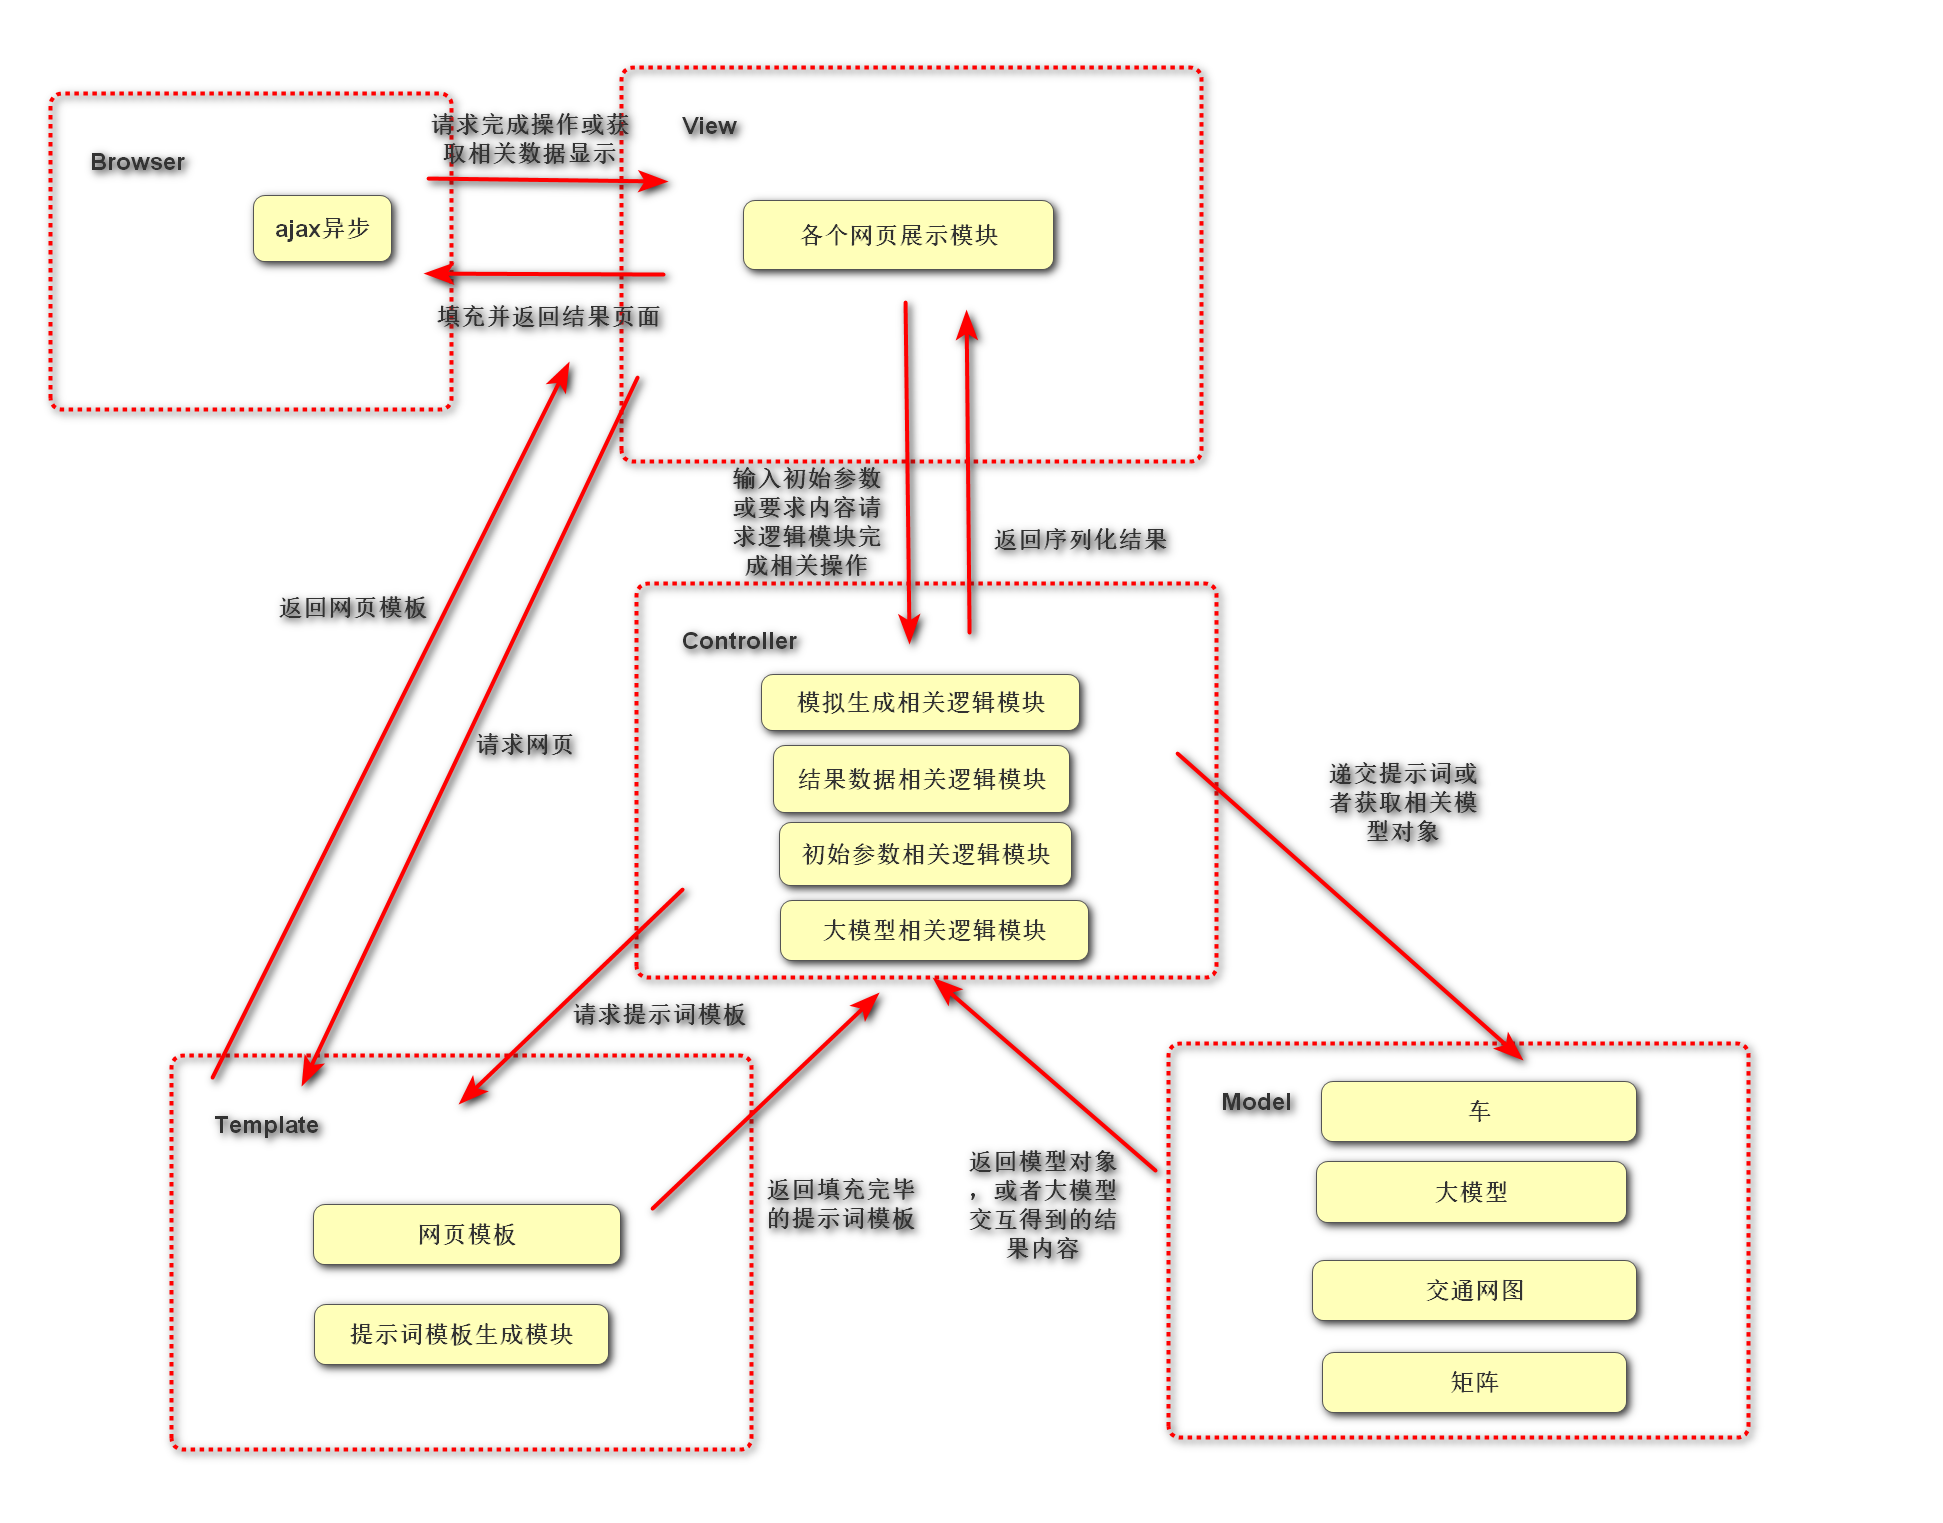 Browser
ajax异步
请求完成操作或获
取相关数据显示
填充并返回结果页面
View
各个网页展示模块
输入初始参数
或要求内容请
求逻辑模块完
成相关操作
返回序列化结果
返回网页模板
请求网页
Controller
模拟生成相关逻辑模块
结果数据相关逻辑模块
初始参数相关逻辑模块
大模型相关逻辑模块
递交提示词或
者获取相关模
型对象
请求提示词模板
Template
网页模板
提示词模板生成模块
返回填充完毕
的提示词模板
返回模型对象
，或者大模型
交互得到的结
果内容
Model
车
大模型
交通网图
矩阵